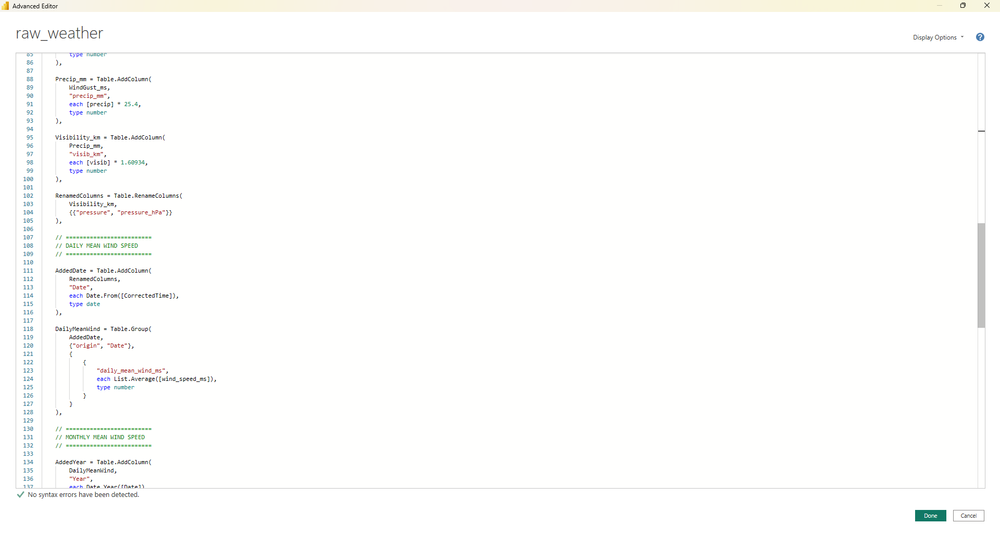 Advanced Editor
raw_weather
Display Options
?
85 type number
86 ),
87
88 Precip_mm = Table.AddColumn(
89 WindGust_ms,
90 "precip_mm",
91 each [precip] * 25.4,
92 type number
93 ),
94
95 Visibility_km = Table.AddColumn(
96 Precip_mm,
97 "visib_km",
98 each [visib] * 1.60934,
99 type number
100 ),
101
102 RenamedColumns = Table.RenameColumns(
103 Visibility_km,
104 {{"pressure", "pressure_hPa"}}
105 ),
106
107 // =========================
108 // DAILY MEAN WIND SPEED
109 // =========================
110
111 AddedDate = Table.AddColumn(
112 RenamedColumns,
113 "Date",
114 each Date.From([CorrectedTime]),
115 type date
116 ),
117
118 DailyMeanWind = Table.Group(
119 AddedDate,
120 {"origin", "Date"},
121 {
122 {
123 "daily_mean_wind_ms",
124 each List.Average([wind_speed_ms]),
125 type number
126 }
127 }
128 ),
129
130 // =========================
131 // MONTHLY MEAN WIND SPEED
132 // =========================
133
134 AddedYear = Table.AddColumn(
135 DailyMeanWind,
136 "Year",
137 each Date.Year([Date])
No syntax errors have been detected.
Done
Cancel